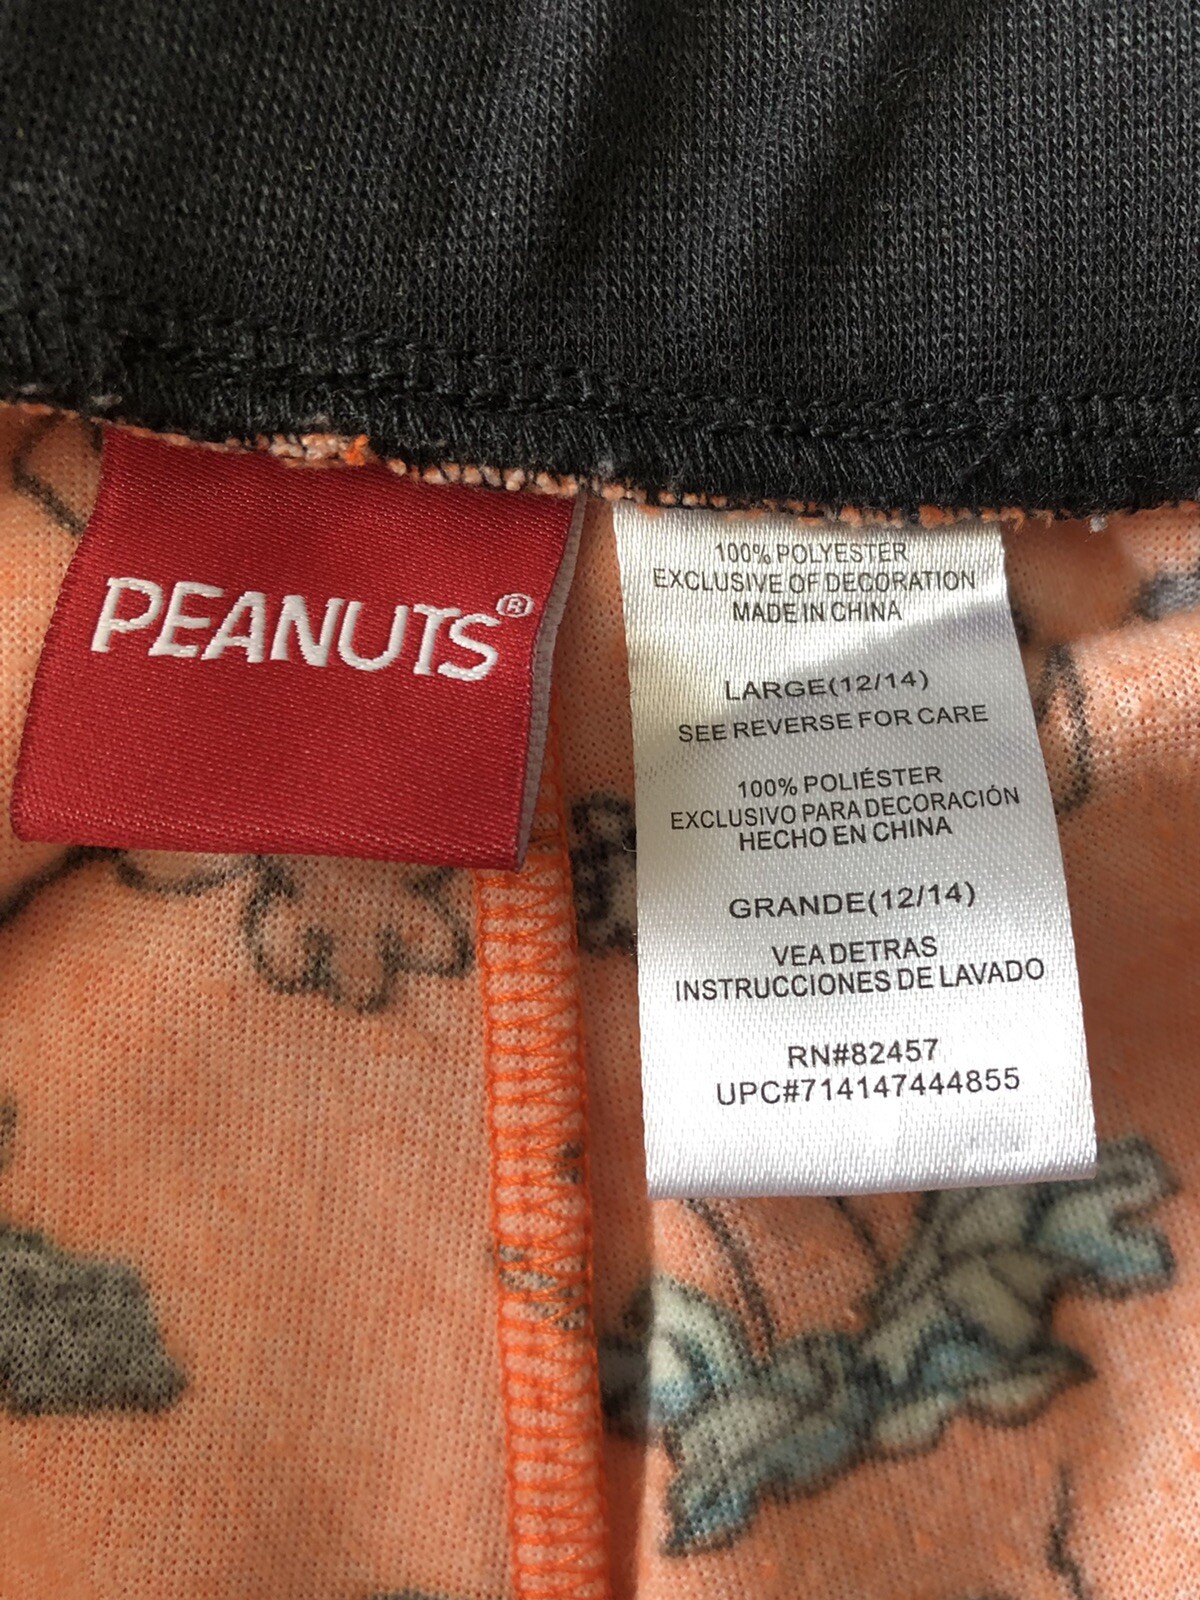 PEANUTS®
100% POLYESTER
EXCLUSIVE OF DECORATION
MADE IN CHINA
LARGE(12/14)
SEE REVERSE FOR CARE
100% POLIÉSTER
EXCLUSIVO PARA DECORACIÓN
HECHO EN CHINA
GRANDE(12/14)
VEA DETRAS
INSTRUCCIONES DE LAVADO
RN#82457
UPC#714147444855